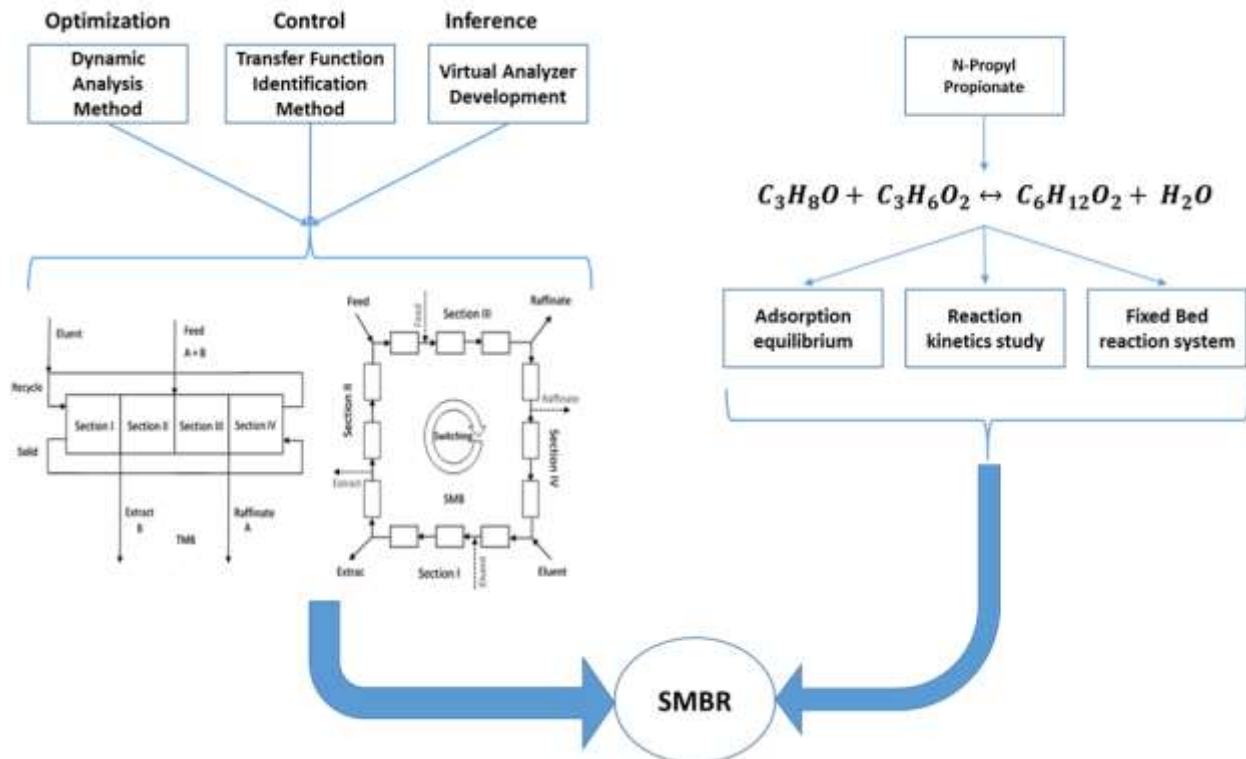 Optimization
Dynamic
Analysis
Method
Control
Transfer Function
Identification
Method
Inference
Virtual Analyzer
Development
N-Propyl
Propionate
C₃H₈O + C₃H₆O₂ ↔ C₆H₁₂O₂ + H₂O
Adsorption
equilibrium
Reaction
kinetics study
Fixed Bed
reaction system
Eluent
Feed
A + B
Recycle
Section I
Section II
Section III
Section IV
Solid
Extract
B
Raffinate
A
TMB
Feed
Feed
Section III
Raffinate
Section II
Raffinate
Switching
Section IV
Extract
SMB
Extrac
Section I
Eluent
Eluent
SMBR